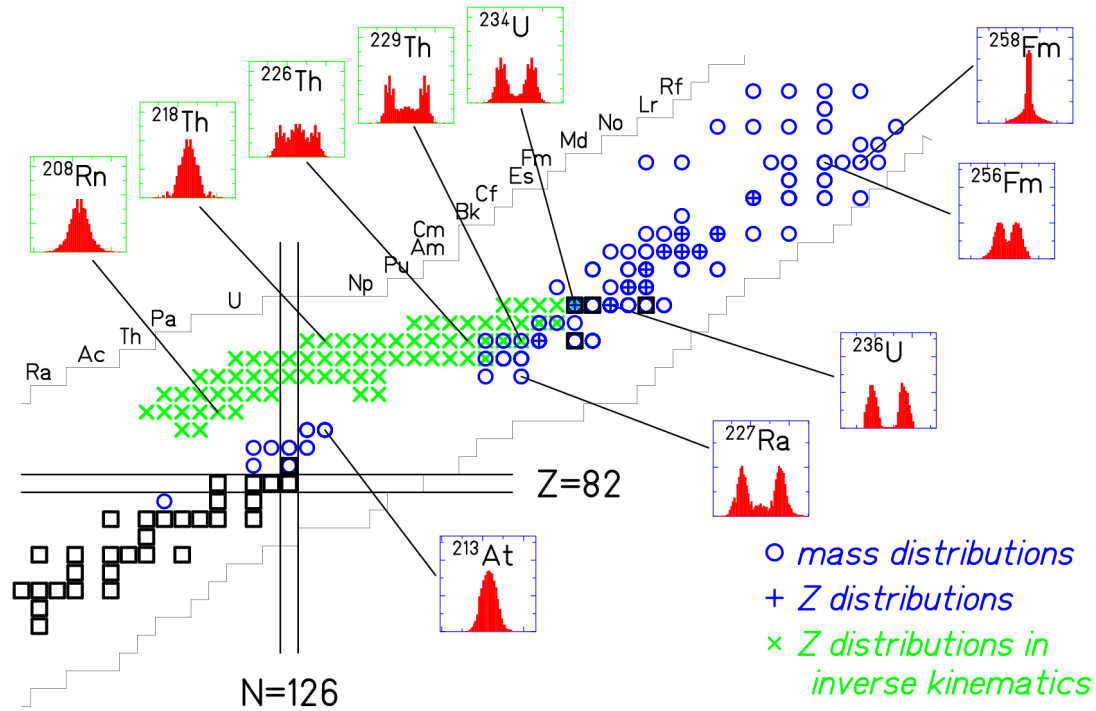 ²⁰⁸Rn
²¹⁸Th
²²⁶Th
²²⁹Th
²³⁴U
²⁵⁸Fm
²⁵⁶Fm
²³⁶U
²²⁷Ra
²¹³At
Ra
Ac
Th
Pa
U
Np
Pu
Am
Cm
Bk
Cf
Es
Fm
Md
No
Lr
Rf
Z=82
N=126
mass distributions
+ Z distributions
× Z distributions in
inverse kinematics